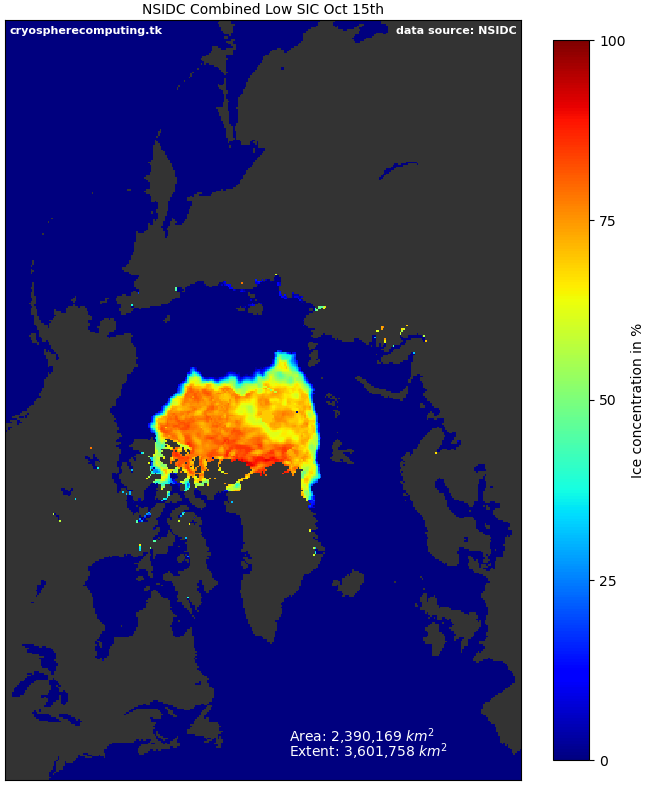 NSIDC Combined Low SIC Oct 15th
cryospherecomputing.tk
data source: NSIDC
100
75
50
25
0
Ice concentration in %
Area: 2,390,169 km²
Extent: 3,601,758 km²